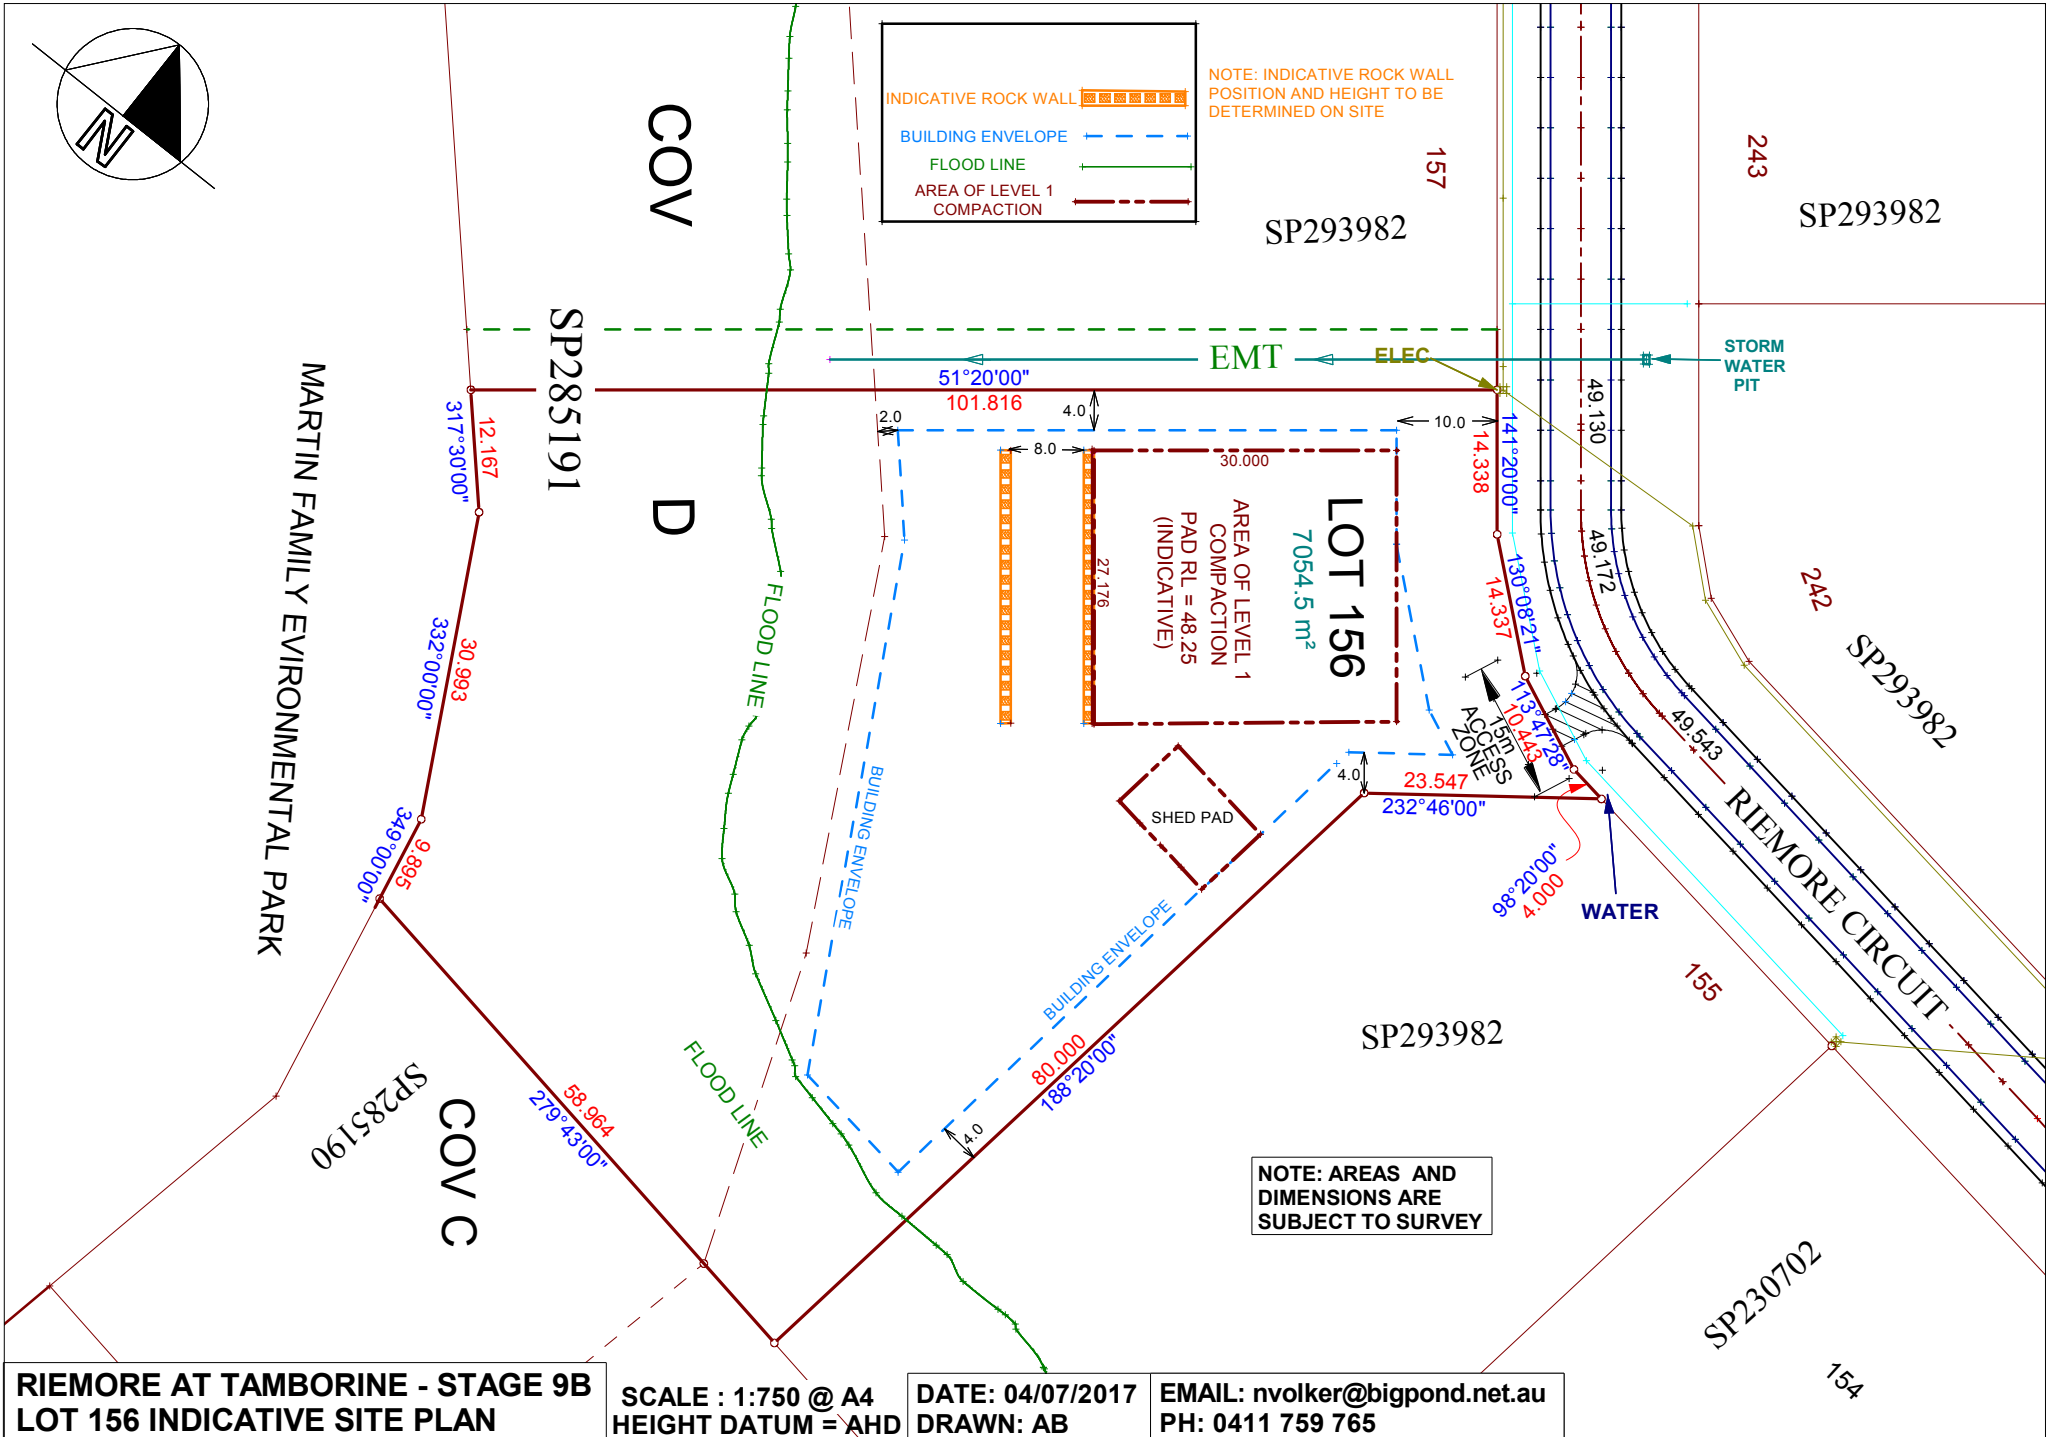 N
COV
INDICATIVE ROCK WALL
BUILDING ENVELOPE
FLOOD LINE
AREA OF LEVEL 1
COMPACTION
NOTE: INDICATIVE ROCK WALL
POSITION AND HEIGHT TO BE
DETERMINED ON SITE
157
SP293982
243
SP293982
SP285191
EMT
ELEC
STORM
WATER
PIT
51°20'00"
101.816
2.0
4.0
10.0
8.0
30.000
27.176
141°20'00"
14.338
49.130
49.172
49.543
317°30'00"
12.167
D
LOT 156
7054.5 m²
AREA OF LEVEL 1
COMPACTION
PAD RL = 48.25
(INDICATIVE)
130°08'21"
14.337
113°47'28"
10.443
15m
ACCESS
ZONE
242
SP293982
MARTIN FAMILY EVIRONMENTAL PARK
332°00'00"
30.993
FLOOD LINE
BUILDING ENVELOPE
SHED PAD
4.0
23.547
232°46'00"
98°20'00"
4.000
WATER
RIEMORE CIRCUIT
349°00'00"
9.895
BUILDING ENVELOPE
155
SP293982
80.000
188°20'00"
4.0
FLOOD LINE
58.964
279°43'00"
SP285190
COV C
NOTE: AREAS AND
DIMENSIONS ARE
SUBJECT TO SURVEY
SP230702
154
RIEMORE AT TAMBORINE - STAGE 9B
LOT 156 INDICATIVE SITE PLAN
SCALE : 1:750 @ A4
HEIGHT DATUM = AHD
DATE: 04/07/2017
DRAWN: AB
EMAIL: nvolker@bigpond.net.au
PH: 0411 759 765